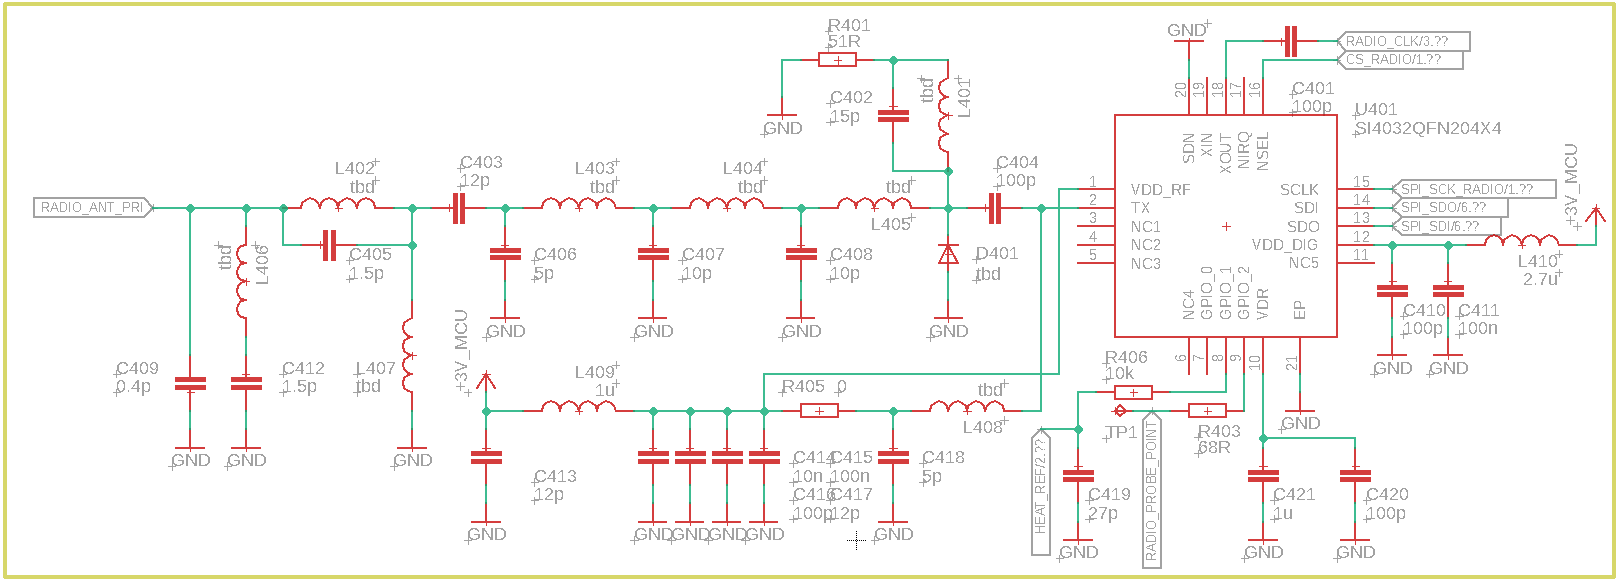 R401
51R
GND
C402
15p
tbd
L401
GND
RADIO_CLK/3.??
CS_RADIO/1.??
C401
100p
U401
SI4032QFN204X4
20
19
18
17
16
SDN
XIN
XOUT
NIRQ
NSEL
RADIO_ANT_PRI
L402
tbd
C403
12p
L403
tbd
L404
tbd
tbd
L405
C404
100p
1
2
3
4
5
VDD_RF
TX
NC1
NC2
NC3
SCLK
SDI
SDO
VDD_DIG
NC5
15
14
13
12
11
SPI_SCK_RADIO/1.??
SPI_SDO/6.??
SPI_SDI/6.??
+3V_MCU
L410
2.7u
tbd
L406
C405
1.5p
C406
5p
C407
10p
C408
10p
D401
tbd
NC4
GPIO_0
GPIO_1
GPIO_2
VDR
EP
6
7
8
9
10
21
C410
100p
C411
100n
GND
GND
GND
GND
GND
GND
C409
0.4p
C412
1.5p
L407
tbd
+3V_MCU
L409
1u
R405
0
tbd
L408
R406
10k
TP1
R403
68R
GND
GND
GND
GND
C413
12p
C414
10n
C415
100n
C416
100p
C417
12p
C418
5p
HEAT_REF/2.??
RADIO_PROBE_POINT
C419
27p
C421
1u
C420
100p
GND
GND
GND
GND
GND
GND
GND
GND
GND